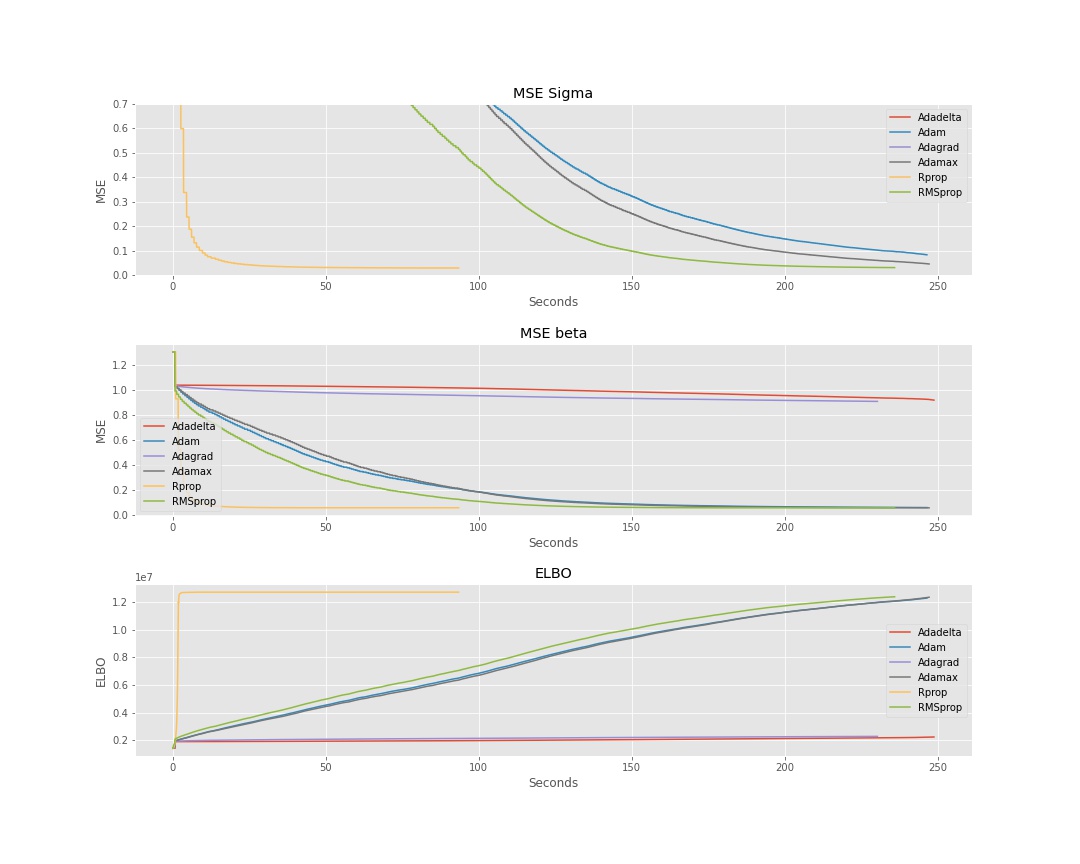 MSE Sigma
0.7
0.6
0.5
0.4
0.3
0.2
0.1
0.0
MSE
Adadelta
Adam
Adagrad
Adamax
Rprop
RMSprop
0 50 100 150 200 250
Seconds
MSE beta
1.2
1.0
0.8
0.6
0.4
0.2
0.0
MSE
Adadelta
Adam
Adagrad
Adamax
Rprop
RMSprop
0 50 100 150 200 250
Seconds
ELBO
1e7
1.2
1.0
0.8
0.6
0.4
0.2
ELBO
Adadelta
Adam
Adagrad
Adamax
Rprop
RMSprop
0 50 100 150 200 250
Seconds